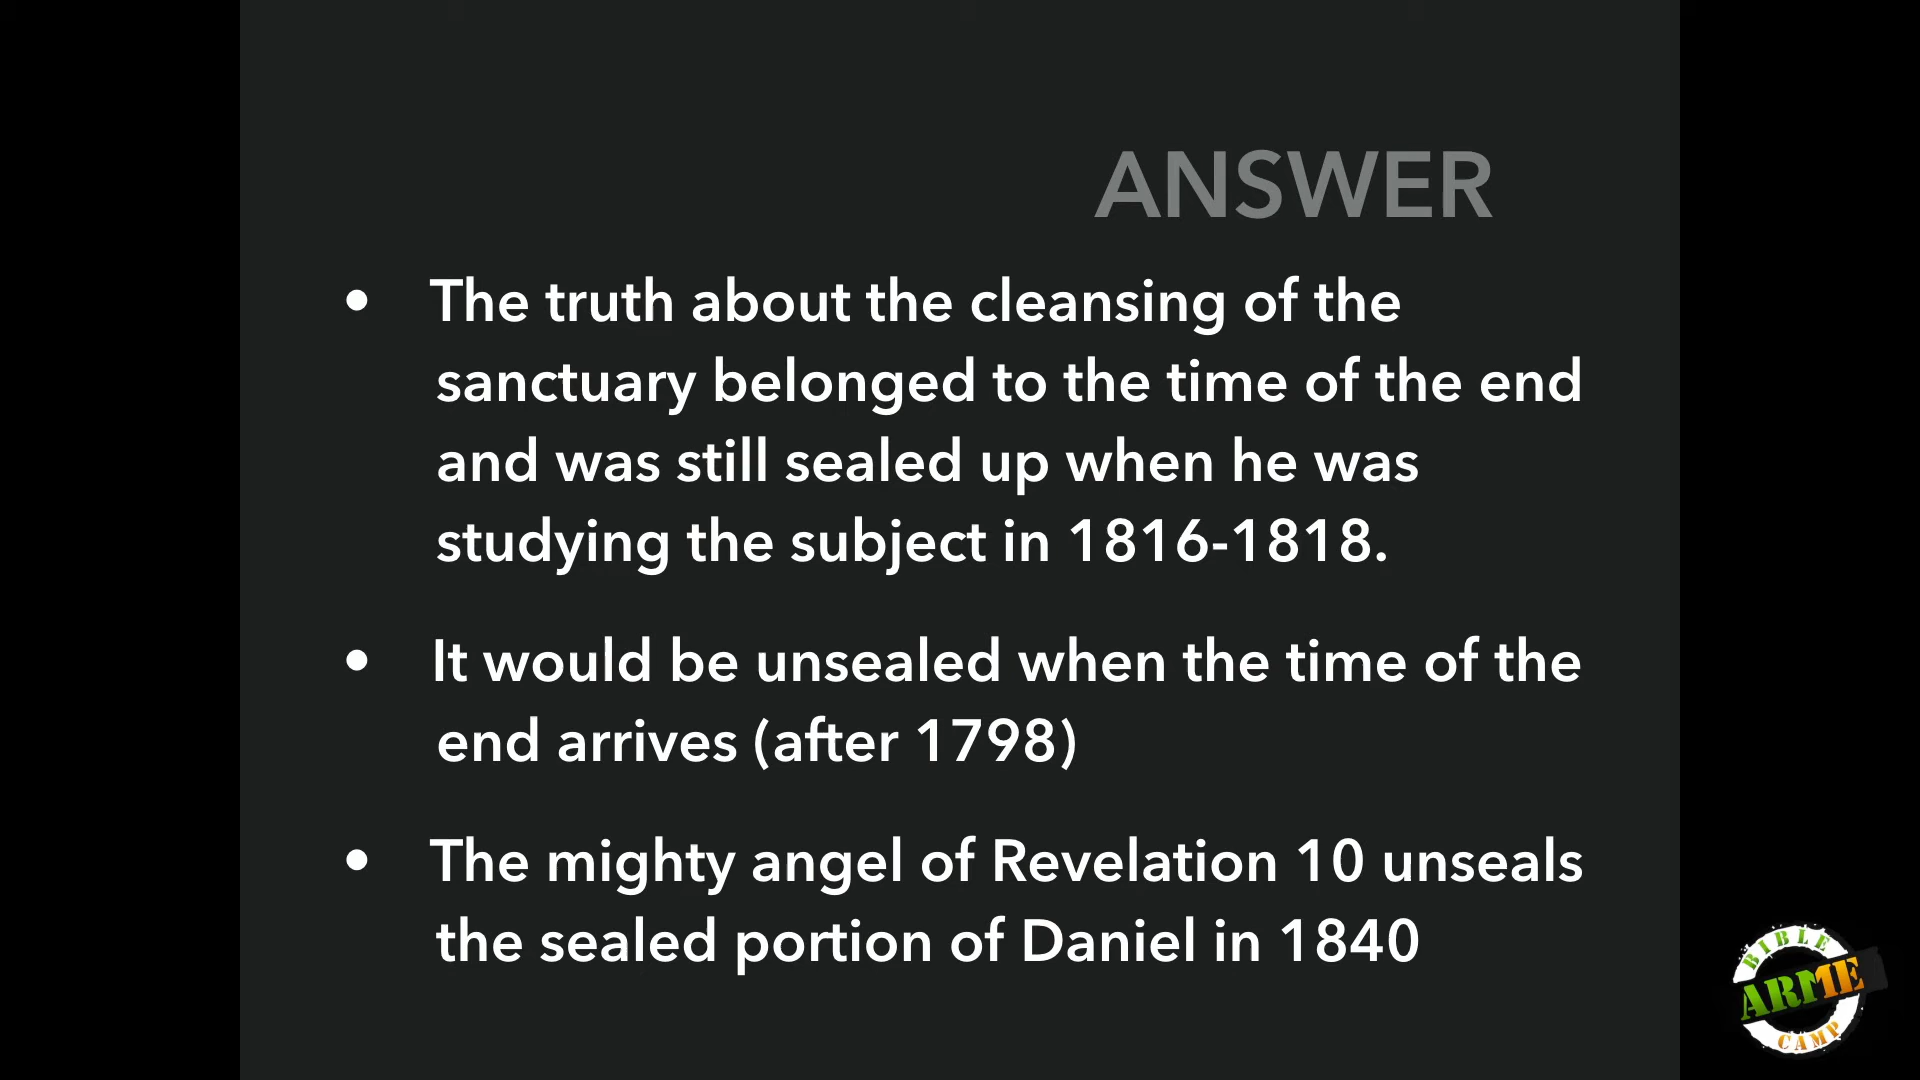 ANSWER
• The truth about the cleansing of the
sanctuary belonged to the time of the end
and was still sealed up when he was
studying the subject in 1816-1818.
• It would be unsealed when the time of the
end arrives (after 1798)
• The mighty angel of Revelation 10 unseals
the sealed portion of Daniel in 1840
BIBLE
ARME
CAMP